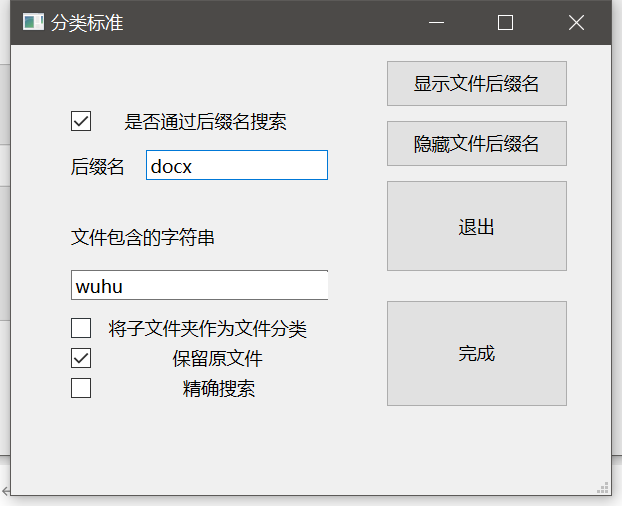 分类标准
显示文件后缀名
是否通过后缀名搜索
隐藏文件后缀名
后缀名
docx
退出
文件包含的字符串
wuhu
将子文件夹作为文件分类
保留原文件
完成
精确搜索